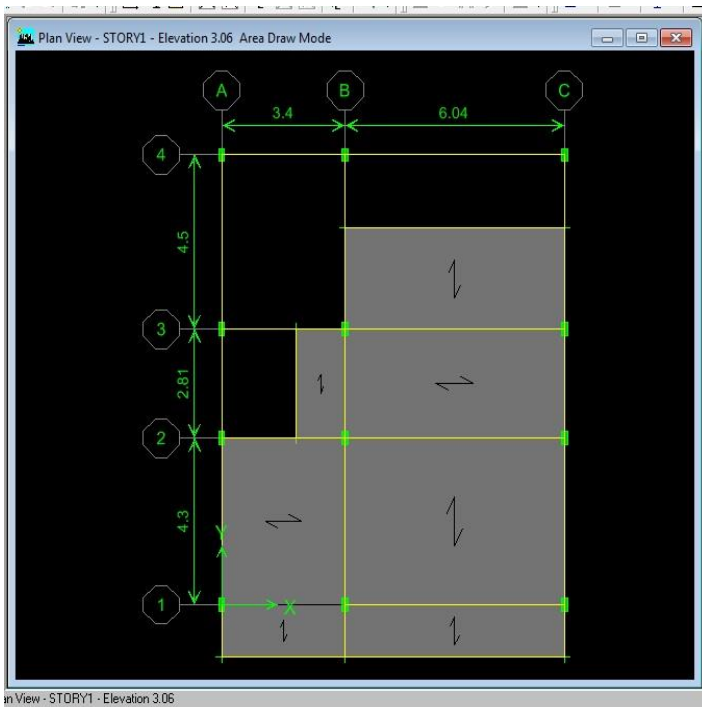 Plan View - STORY1 - Elevation 3.06 Area Draw Mode
A B C
3.4 6.04
4
4.5
3
2.81
2
4.3
Y
1
X
an View - STORY1 - Elevation 3.06